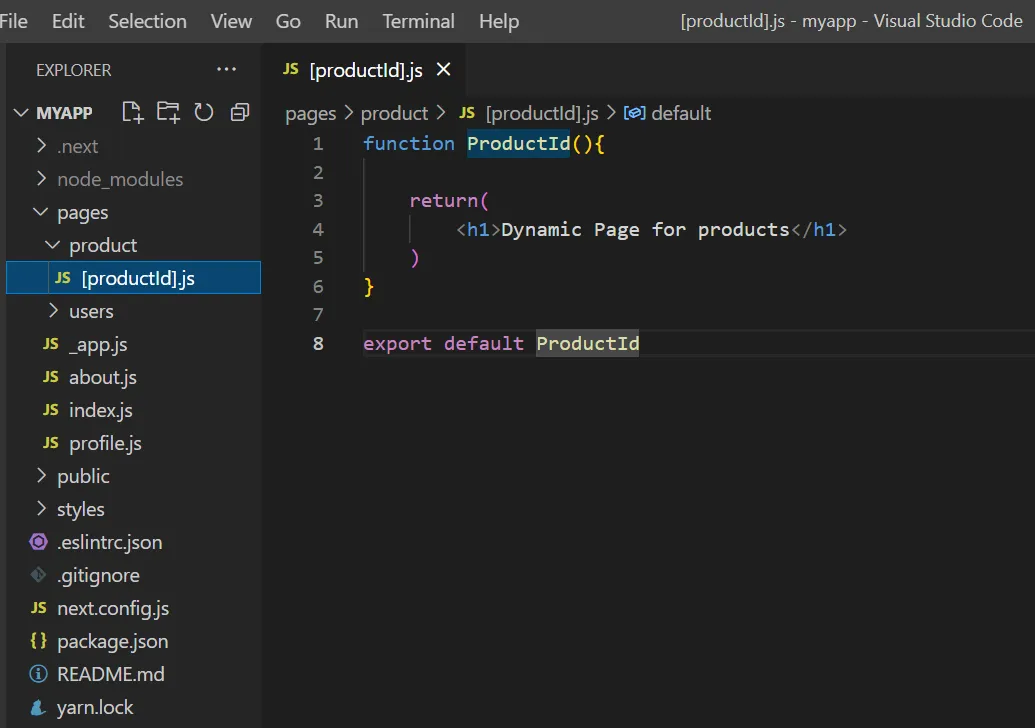 File Edit Selection View Go Run Terminal Help [productId].js - myapp - Visual Studio Code
EXPLORER ...
MYAPP
.next
node_modules
pages
product
JS [productId].js
users
JS _app.js
JS about.js
JS index.js
JS profile.js
public
styles
.eslintrc.json
.gitignore
JS next.config.js
{} package.json
README.md
yarn.lock
JS [productId].js
pages > product > JS [productId].js > default
1 function ProductId(){
2
3 return(
4 <h1>Dynamic Page for products</h1>
5 )
6 }
7
8 export default ProductId